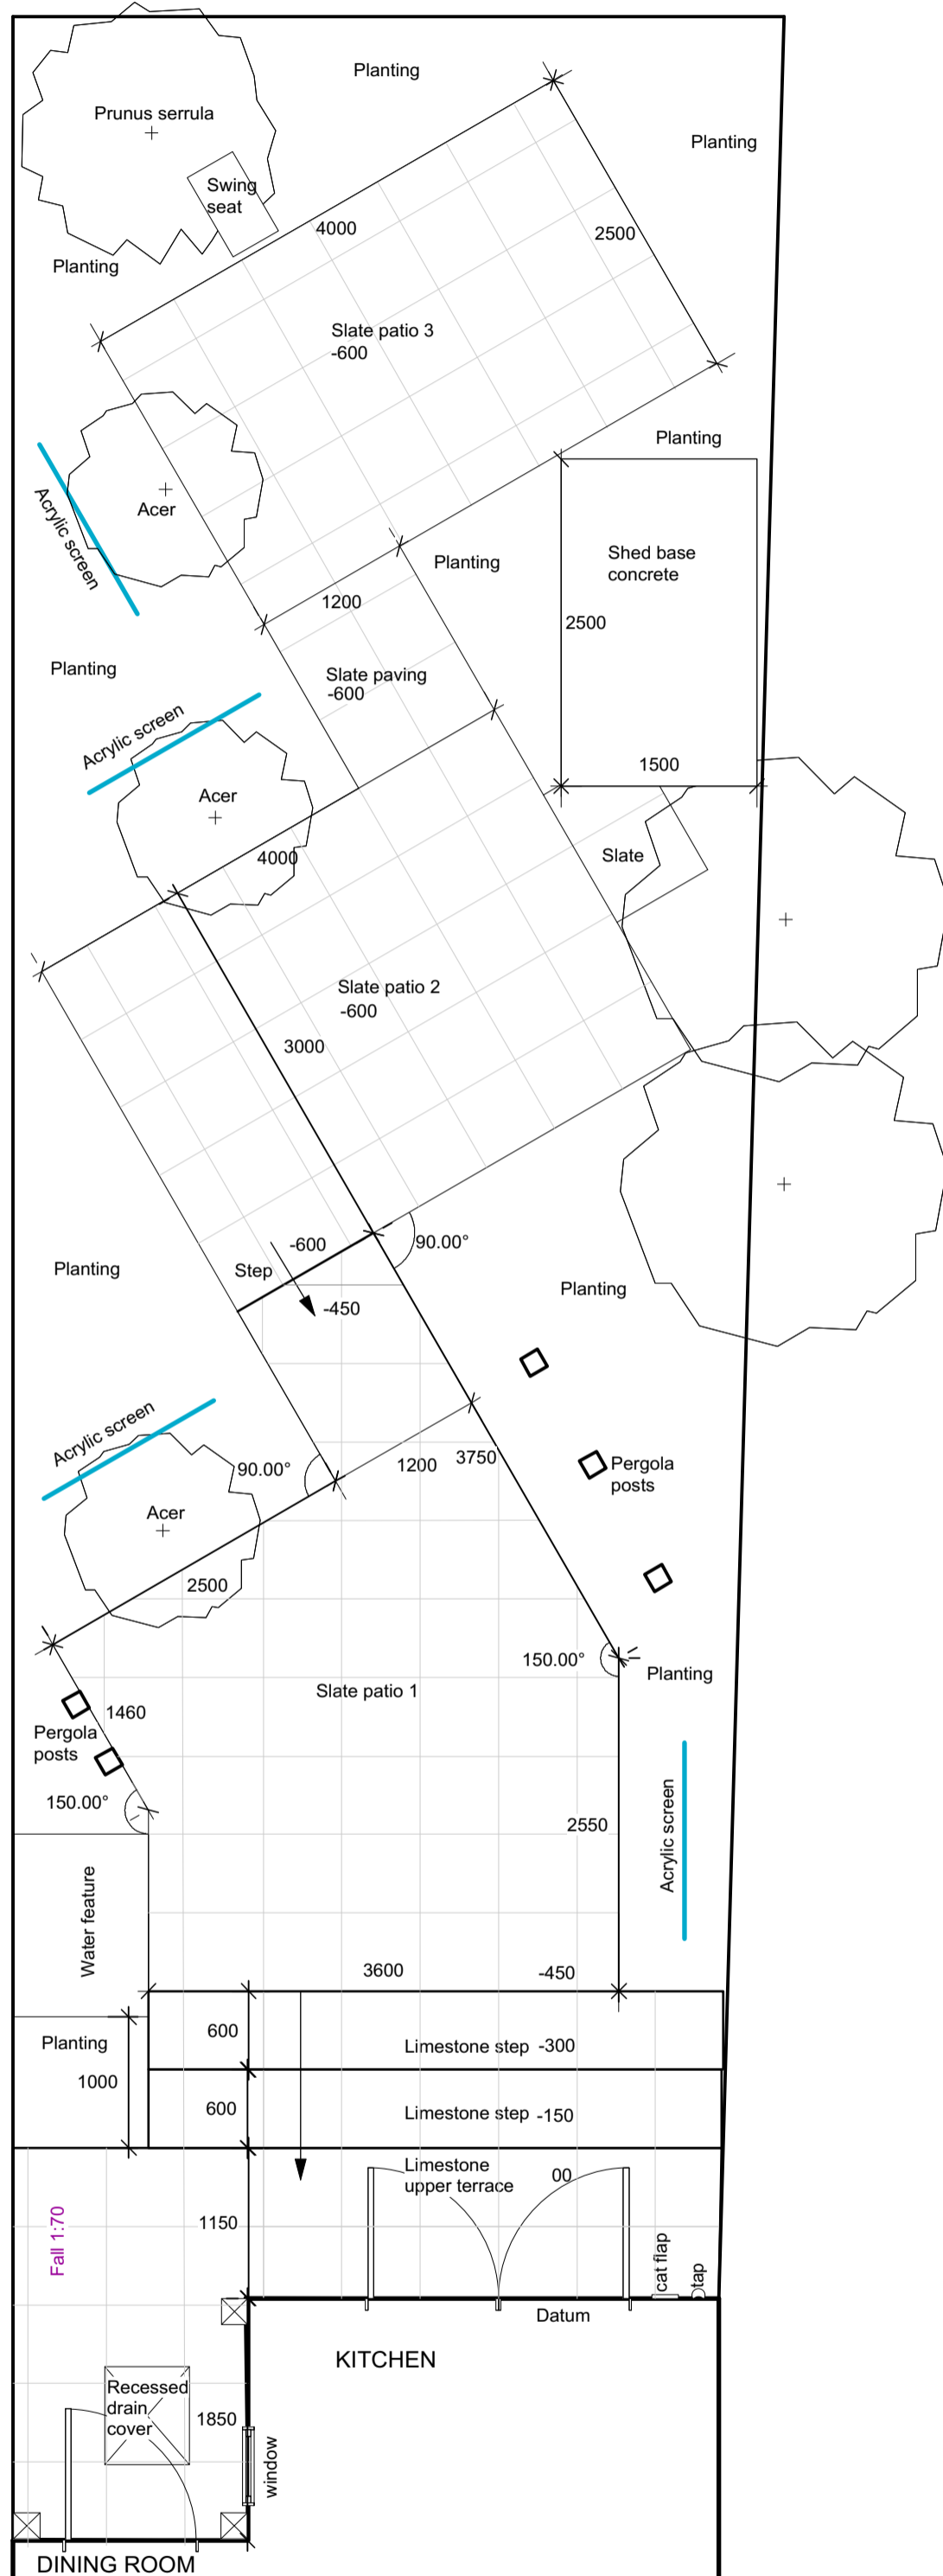 Planting
Prunus serrula
Planting
Swing
seat
4000
2500
Planting
Slate patio 3
-600
Planting
Acrylic screen
Acer
Shed base
concrete
Planting
1200
2500
Planting
Slate paving
-600
Acrylic screen
1500
Acer
4000
Slate
Slate patio 2
-600
3000
-600
90.00°
Step
Planting
Planting
-450
Acrylic screen
90.00°
1200
3750
Pergola
posts
Acer
2500
150.00°
Planting
Slate patio 1
1460
Pergola
posts
150.00°
2550
Acrylic screen
Water feature
3600
-450
600
Planting
Limestone step -300
1000
600
Limestone step -150
Limestone
upper terrace
00
1150
Fall 1:70
cat flap
tap
Datum
KITCHEN
Recessed
drain
cover
1850
window
DINING ROOM